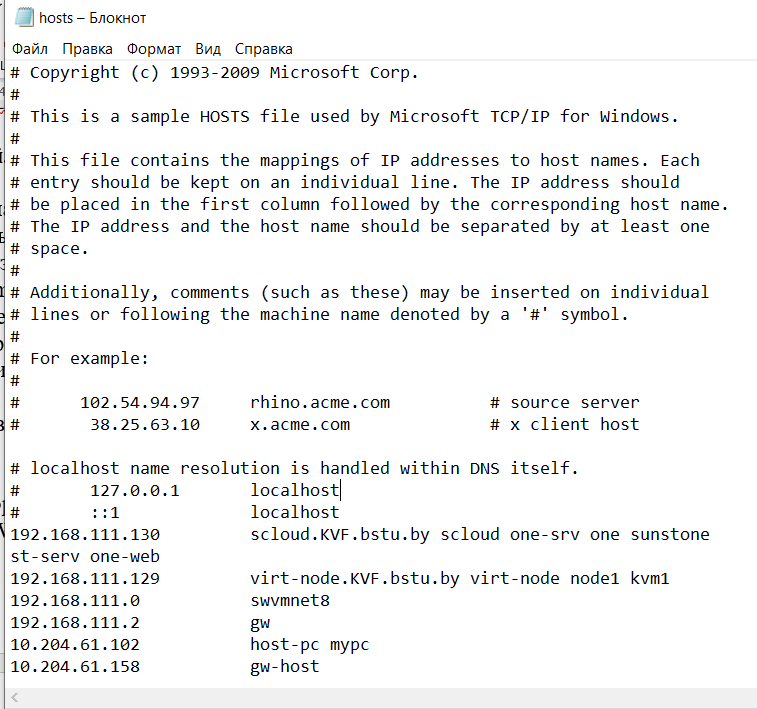 hosts – Блокнот
Файл Правка Формат Вид Справка
# Copyright (c) 1993-2009 Microsoft Corp.
#
# This is a sample HOSTS file used by Microsoft TCP/IP for Windows.
#
# This file contains the mappings of IP addresses to host names. Each
# entry should be kept on an individual line. The IP address should
# be placed in the first column followed by the corresponding host name.
# The IP address and the host name should be separated by at least one
# space.
#
# Additionally, comments (such as these) may be inserted on individual
# lines or following the machine name denoted by a '#' symbol.
#
# For example:
#
#      102.54.94.97     rhino.acme.com          # source server
#       38.25.63.10     x.acme.com              # x client host

# localhost name resolution is handled within DNS itself.
#       127.0.0.1       localhost
#       ::1             localhost
192.168.111.130         scloud.KVF.bstu.by scloud one-srv one sunstone
st-serv one-web
192.168.111.129         virt-node.KVF.bstu.by virt-node node1 kvm1
192.168.111.0           swvmnet8
192.168.111.2           gw
10.204.61.102           host-pc mypc
10.204.61.158           gw-host